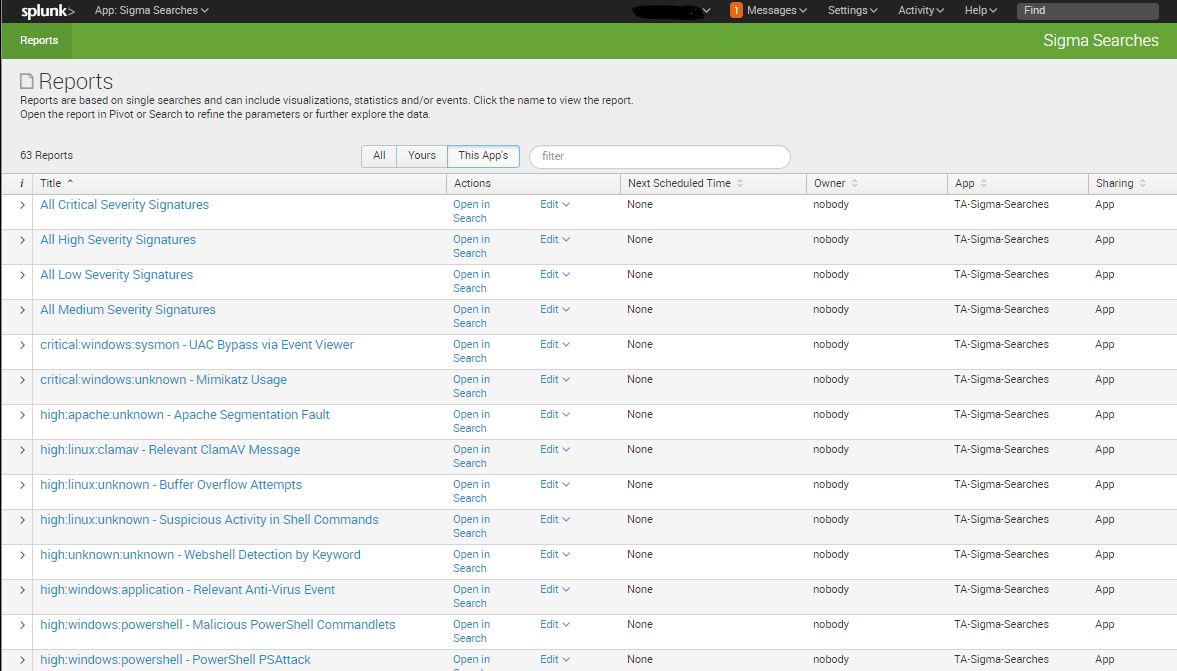 splunk> App: Sigma Searches 1 Messages Settings Activity Help Find
Reports Sigma Searches
Reports
Reports are based on single searches and can include visualizations, statistics and/or events. Click the name to view the report.
Open the report in Pivot or Search to refine the parameters or further explore the data.
63 Reports All Yours This App's filter
i Title Actions Next Scheduled Time Owner App Sharing
All Critical Severity Signatures Open in Edit None nobody TA-Sigma-Searches App
Search
All High Severity Signatures Open in Edit None nobody TA-Sigma-Searches App
Search
All Low Severity Signatures Open in Edit None nobody TA-Sigma-Searches App
Search
All Medium Severity Signatures Open in Edit None nobody TA-Sigma-Searches App
Search
critical:windows:sysmon - UAC Bypass via Event Viewer Open in Edit None nobody TA-Sigma-Searches App
Search
critical:windows:unknown - Mimikatz Usage Open in Edit None nobody TA-Sigma-Searches App
Search
high:apache:unknown - Apache Segmentation Fault Open in Edit None nobody TA-Sigma-Searches App
Search
high:linux:clamav - Relevant ClamAV Message Open in Edit None nobody TA-Sigma-Searches App
Search
high:linux:unknown - Buffer Overflow Attempts Open in Edit None nobody TA-Sigma-Searches App
Search
high:linux:unknown - Suspicious Activity in Shell Commands Open in Edit None nobody TA-Sigma-Searches App
Search
high:unknown:unknown - Webshell Detection by Keyword Open in Edit None nobody TA-Sigma-Searches App
Search
high:windows:application - Relevant Anti-Virus Event Open in Edit None nobody TA-Sigma-Searches App
Search
high:windows:powershell - Malicious PowerShell Commandlets Open in Edit None nobody TA-Sigma-Searches App
Search
high:windows:powershell - PowerShell PSAttack Open in Edit None nobody TA-Sigma-Searches App